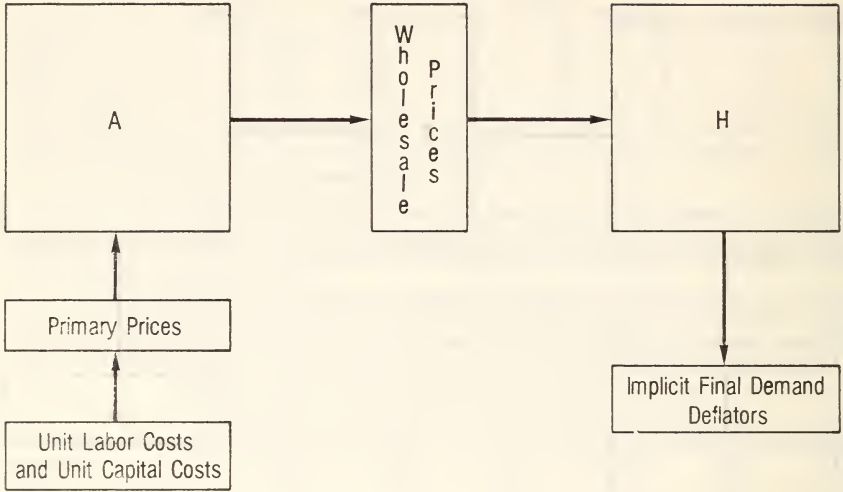 A
Wholesale
Prices
H
Primary Prices
Unit Labor Costs
and Unit Capital Costs
Implicit Final Demand
Deflators